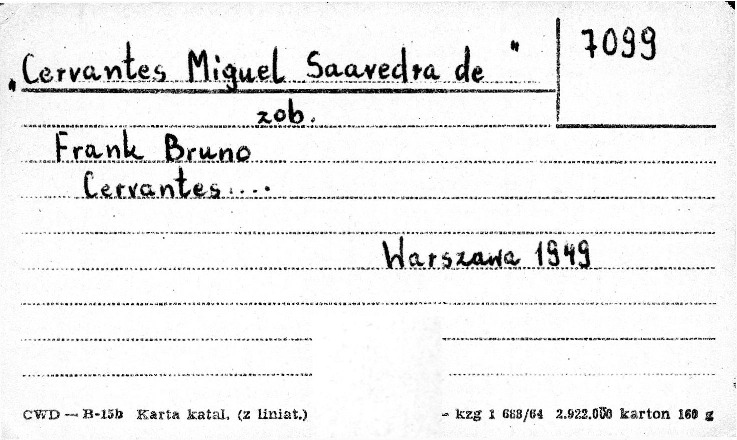 „Cervantes Miguel Saavedra de" 7099
zob.
Frank Bruno
Cervantes....
Warszawa 1949
CWD — B-15b Karta katal. (z liniat.) - kzg 1 688/64 2.922.000 karton 160 g